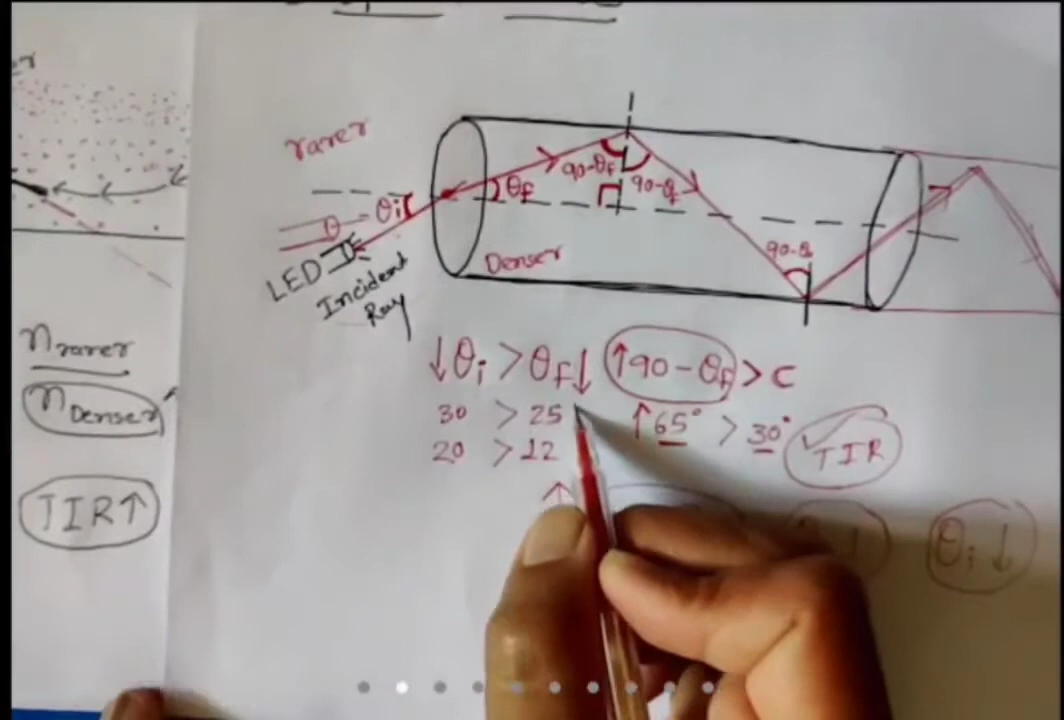 rarer
θf
90-θf
90-θf
θi
θ
90-θ
LED
Denser
Incident
Ray
nrarer
nDenser
TIR↑
↓θi > θf↓ ↑90-θf > C
30 > 25 ↑65° > 30° TIR
20 > 12
↑
θi↓